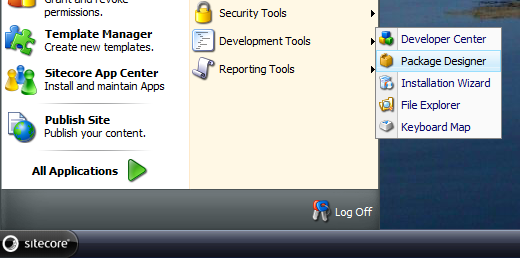 Grant and revoke
permissions.
Template Manager
Create new templates.
Sitecore App Center
Install and maintain Apps
Publish Site
Publish your content.
All Applications
Security Tools
Development Tools
Reporting Tools
Developer Center
Package Designer
Installation Wizard
File Explorer
Keyboard Map
Log Off
sitecore